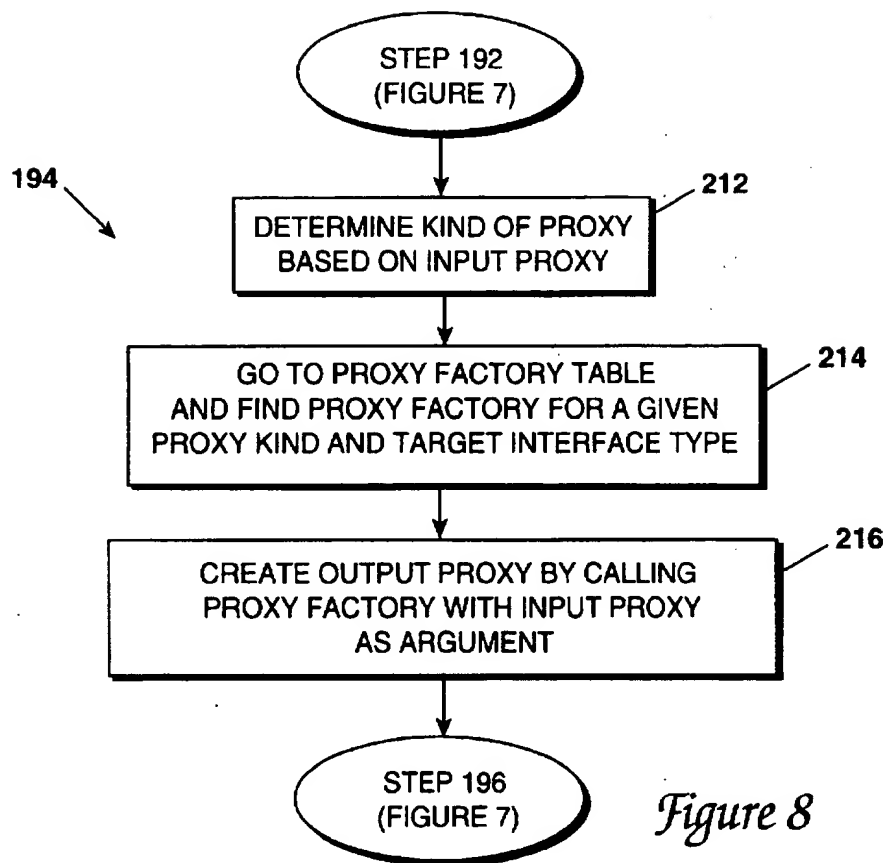 STEP 192
(FIGURE 7)
194
212
DETERMINE KIND OF PROXY
BASED ON INPUT PROXY
214
GO TO PROXY FACTORY TABLE
AND FIND PROXY FACTORY FOR A GIVEN
PROXY KIND AND TARGET INTERFACE TYPE
216
CREATE OUTPUT PROXY BY CALLING
PROXY FACTORY WITH INPUT PROXY
AS ARGUMENT
STEP 196
(FIGURE 7)
Figure 8